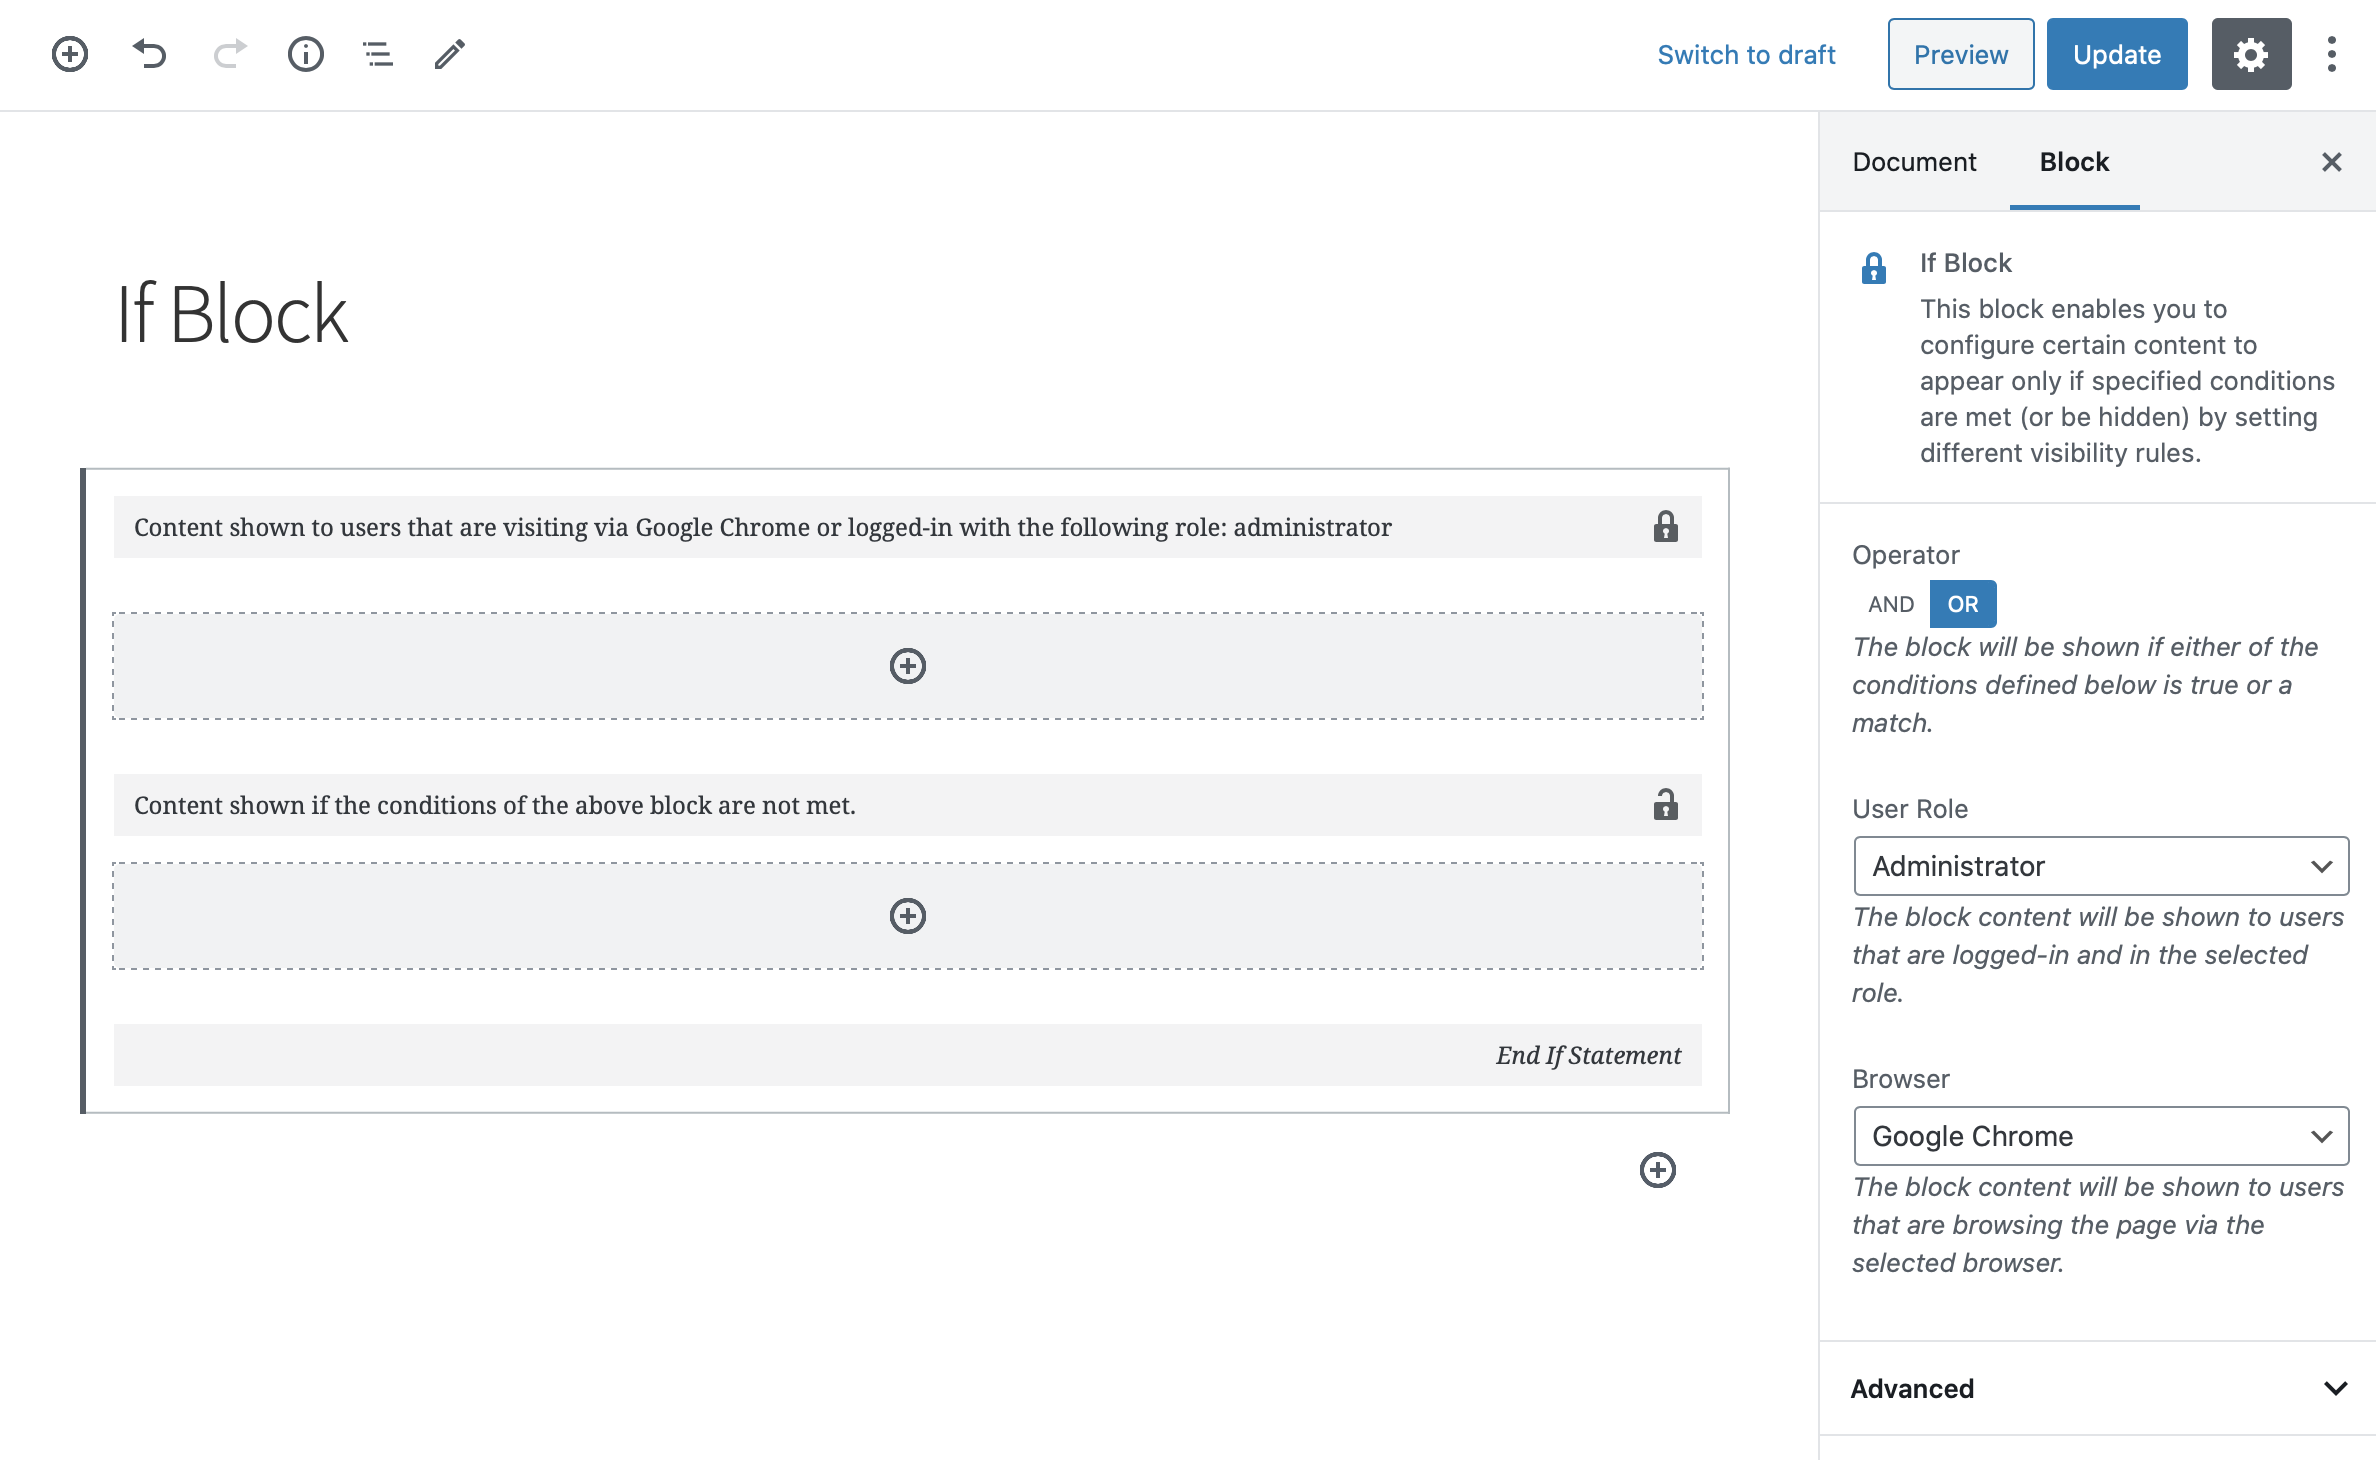 Switch to draft
Preview
Update
Document
Block
If Block
Content shown to users that are visiting via Google Chrome or logged-in with the following role: administrator
Content shown if the conditions of the above block are not met.
End If Statement
If Block
This block enables you to
configure certain content to
appear only if specified conditions
are met (or be hidden) by setting
different visibility rules.
Operator
AND OR
The block will be shown if either of the
conditions defined below is true or a
match.
User Role
Administrator
The block content will be shown to users
that are logged-in and in the selected
role.
Browser
Google Chrome
The block content will be shown to users
that are browsing the page via the
selected browser.
Advanced